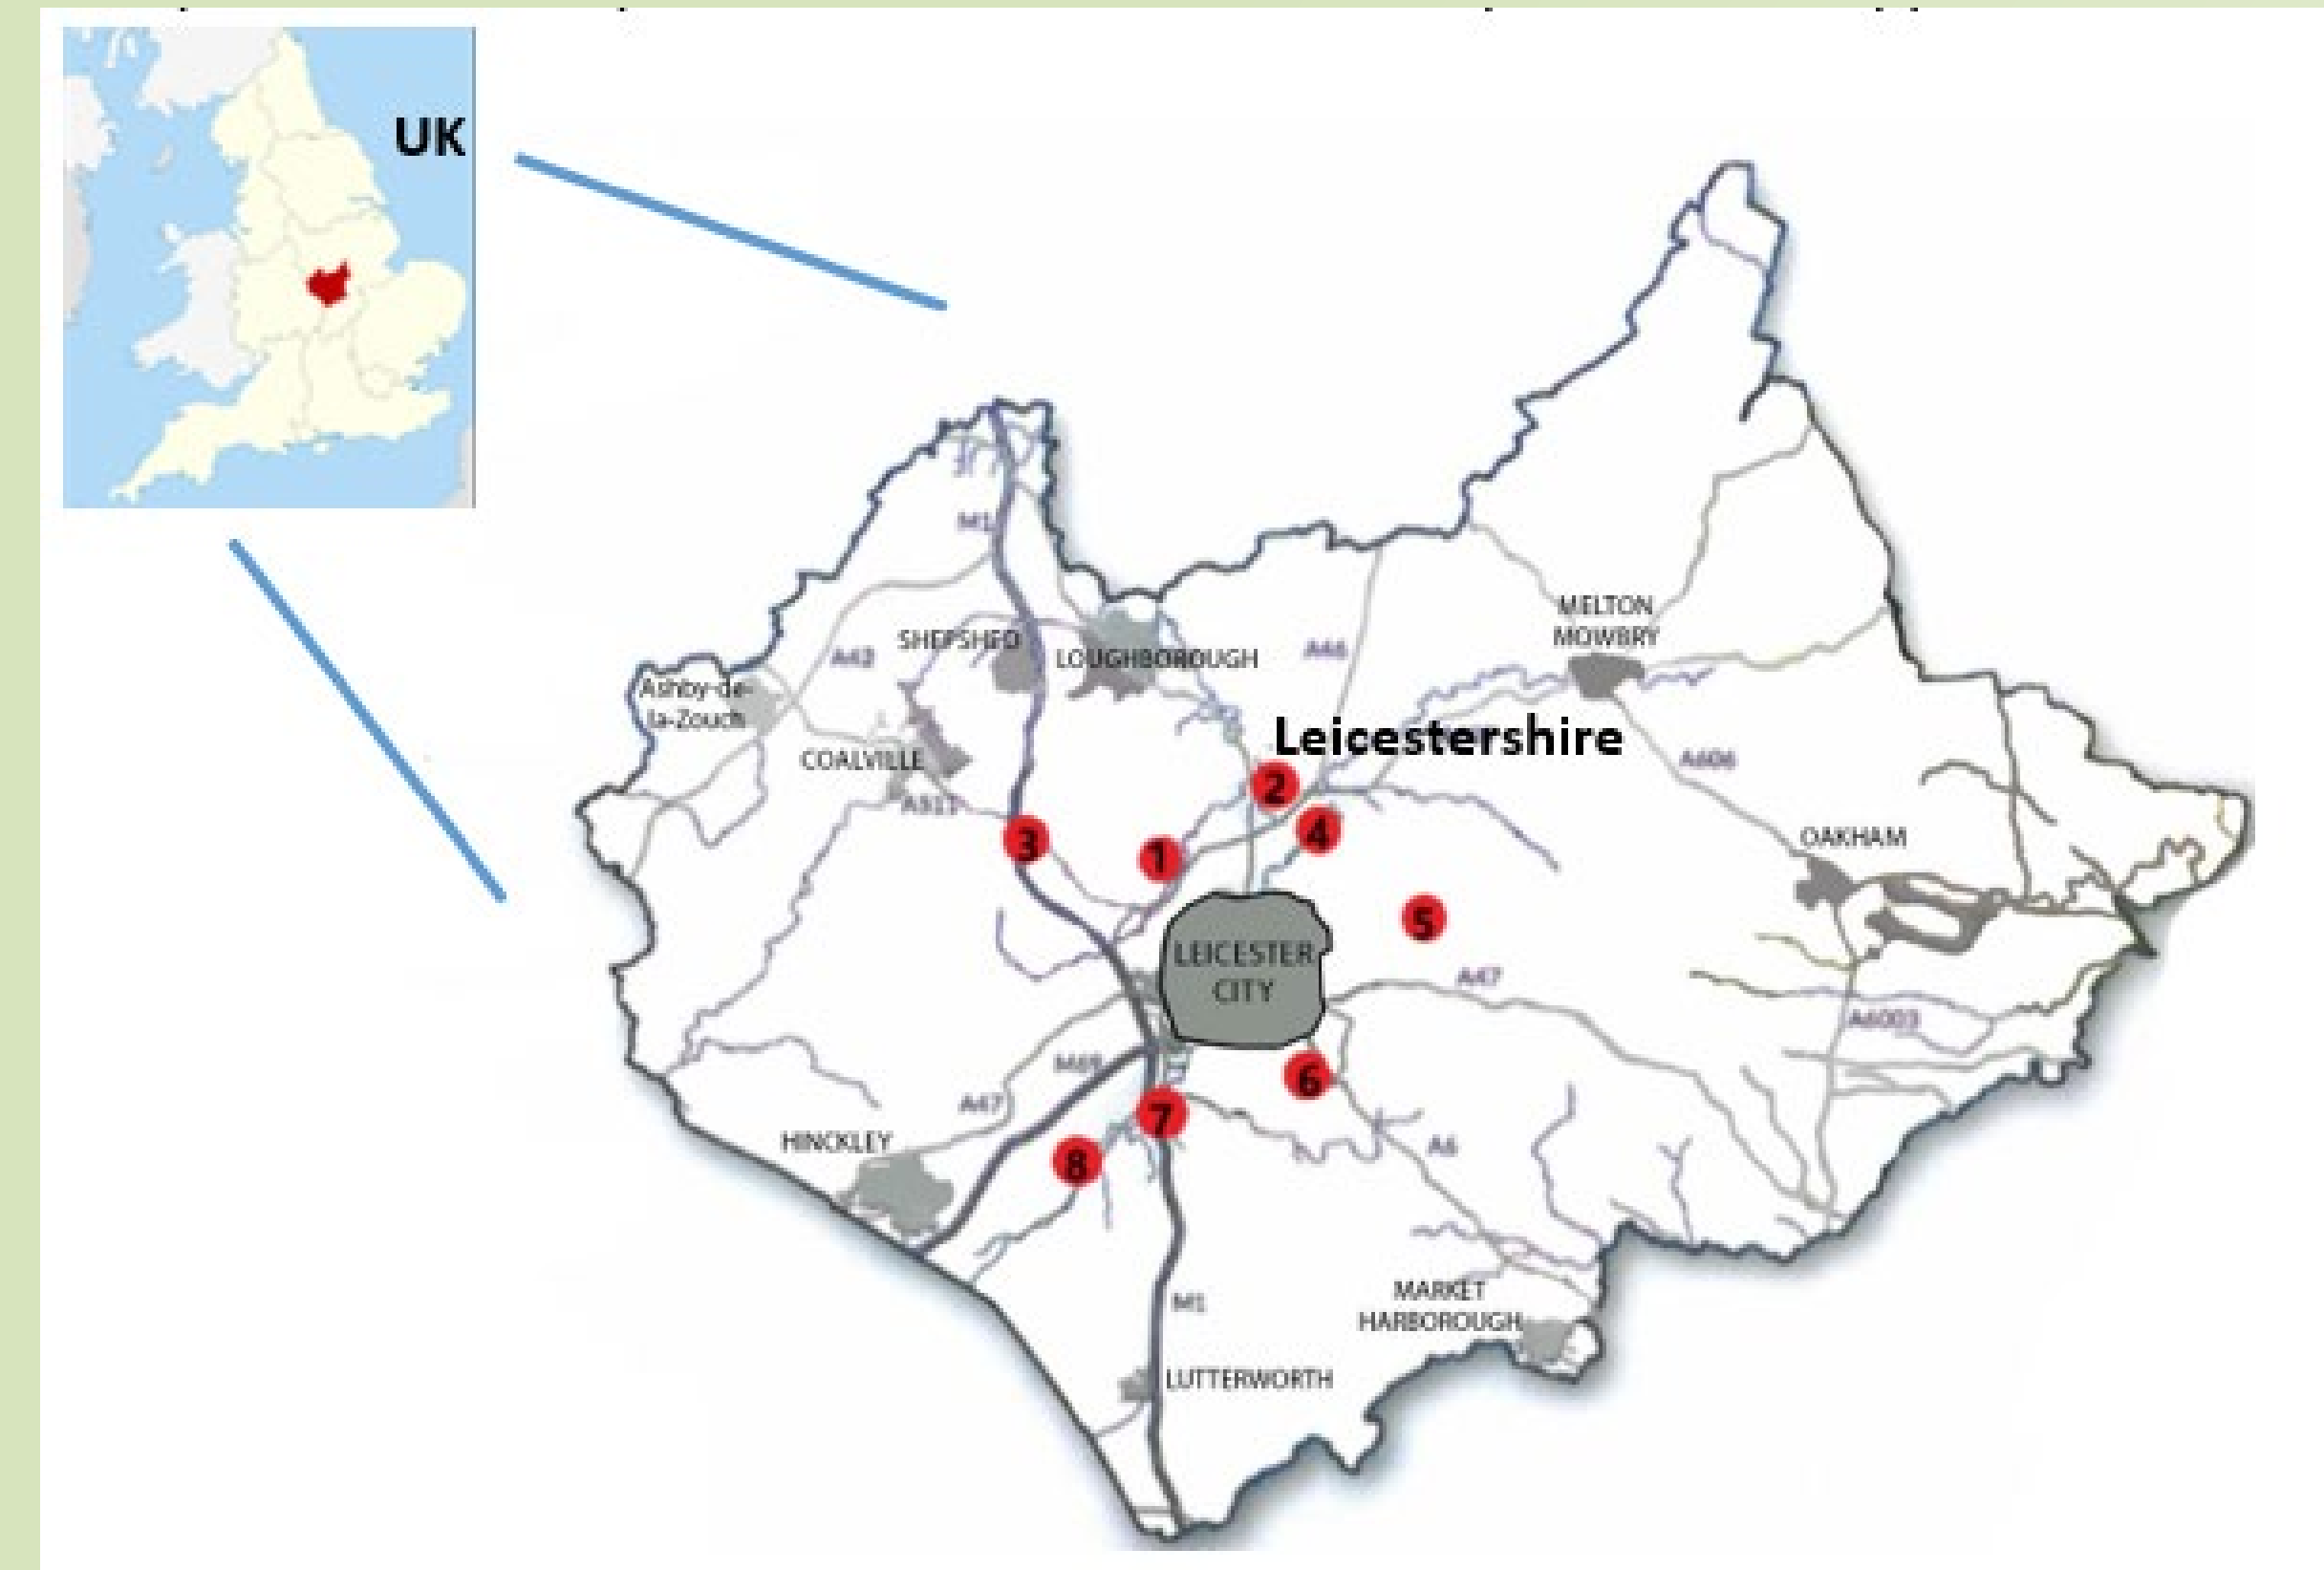 UK
M1
MELTON
MOWBRY
SHEPSHED
LOUGHBOROUGH
A46
A42
Ashby-de-
la-Zouch
Leicestershire
COALVILLE
A606
2
A511
3
1
4
OAKHAM
5
LEICESTER
CITY
A47
A6003
M69
6
A47
7
HINCKLEY
A6
8
M1
MARKET
HARBOROUGH
LUTTERWORTH